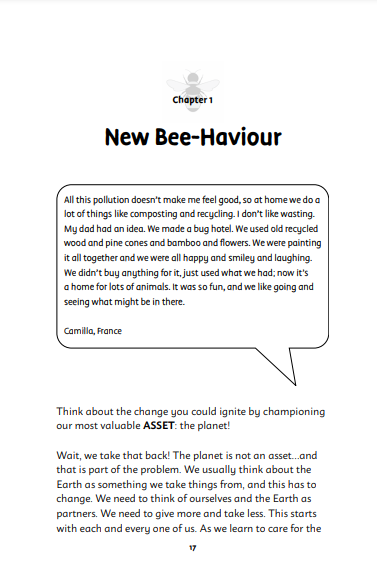 Chapter 1
New Bee-Haviour
All this pollution doesn't make me feel good, so at home we do a
lot of things like composting and recycling. I don't like wasting.
My dad had an idea. We made a bug hotel. We used old recycled
wood and pine cones and bamboo and flowers. We were painting
it all together and we were all happy and smiley and laughing.
We didn't buy anything for it, just used what we had; now it's
a home for lots of animals. It was so fun, and we like going and
seeing what might be in there.
Camilla, France
Think about the change you could ignite by championing
our most valuable ASSET: the planet!
Wait, we take that back! The planet is not an asset...and
that is part of the problem. We usually think about the
Earth as something we take things from, and this has to
change. We need to think of ourselves and the Earth as
partners. We need to give more and take less. This starts
with each and every one of us. As we learn to care for the
17